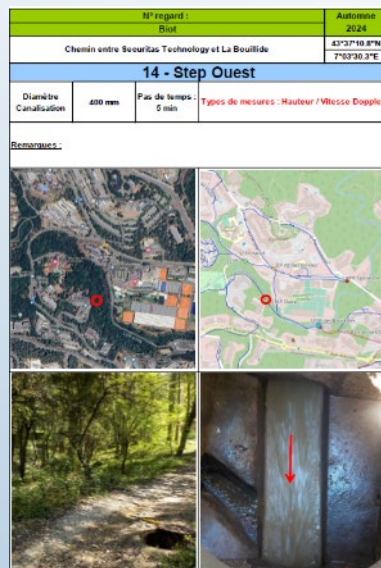 N° regard :
Automne
Biot
2024
Chemin entre Securitas Technology et La Bouillide
43°37'10.8"N
7°03'30.3"E
14 - Step Ouest
Diamètre
Canalisation
400 mm
Pas de temps :
5 min
Types de mesures : Hauteur / Vitesse Dopple
Remarques :